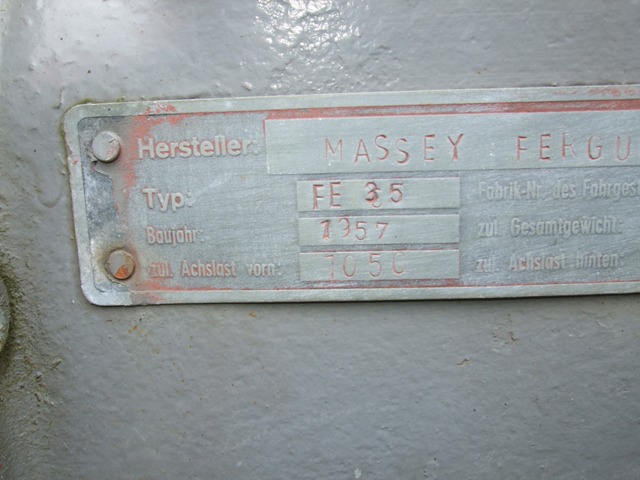 Hersteller: MASSEY FERGU
Typ: FE 35 Fabrik-Nr. des Fahrges
Baujahr: 1957 zul. Gesamtgewicht:
zul. Achslast vorn: 1050 zul. Achslast hinten: